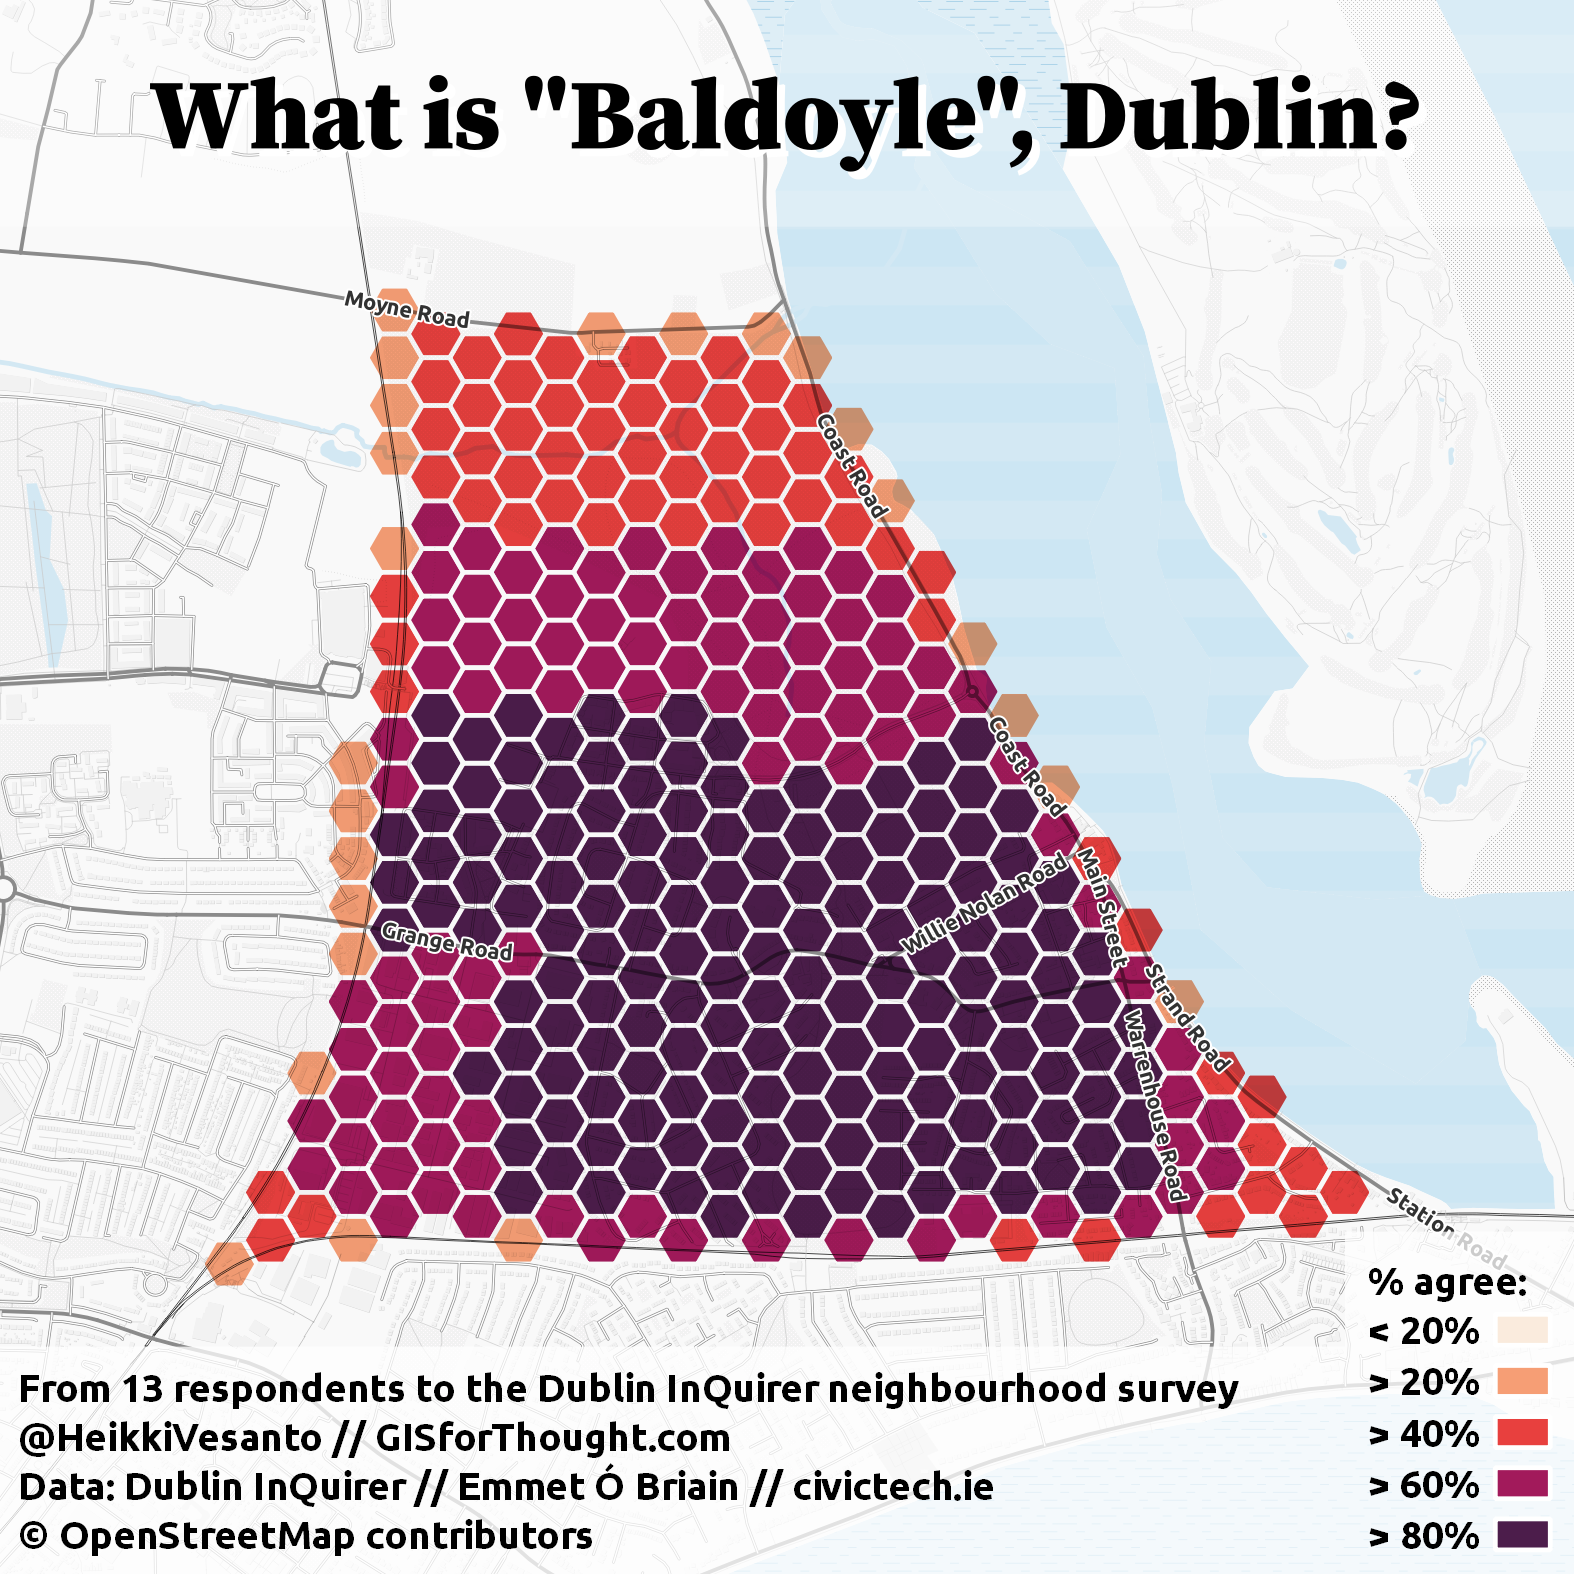 What is "Baldoyle", Dublin?
Moyne Road
Coast Road
Coast Road
Willie Nolan Road
Main Street
Grange Road
Strand Road
Warrenhouse Road
Station Road
% agree:
< 20%
> 20%
> 40%
> 60%
> 80%
From 13 respondents to the Dublin InQuirer neighbourhood survey
@HeikkiVesanto // GISforThought.com
Data: Dublin InQuirer // Emmet Ó Briain // civictech.ie
© OpenStreetMap contributors